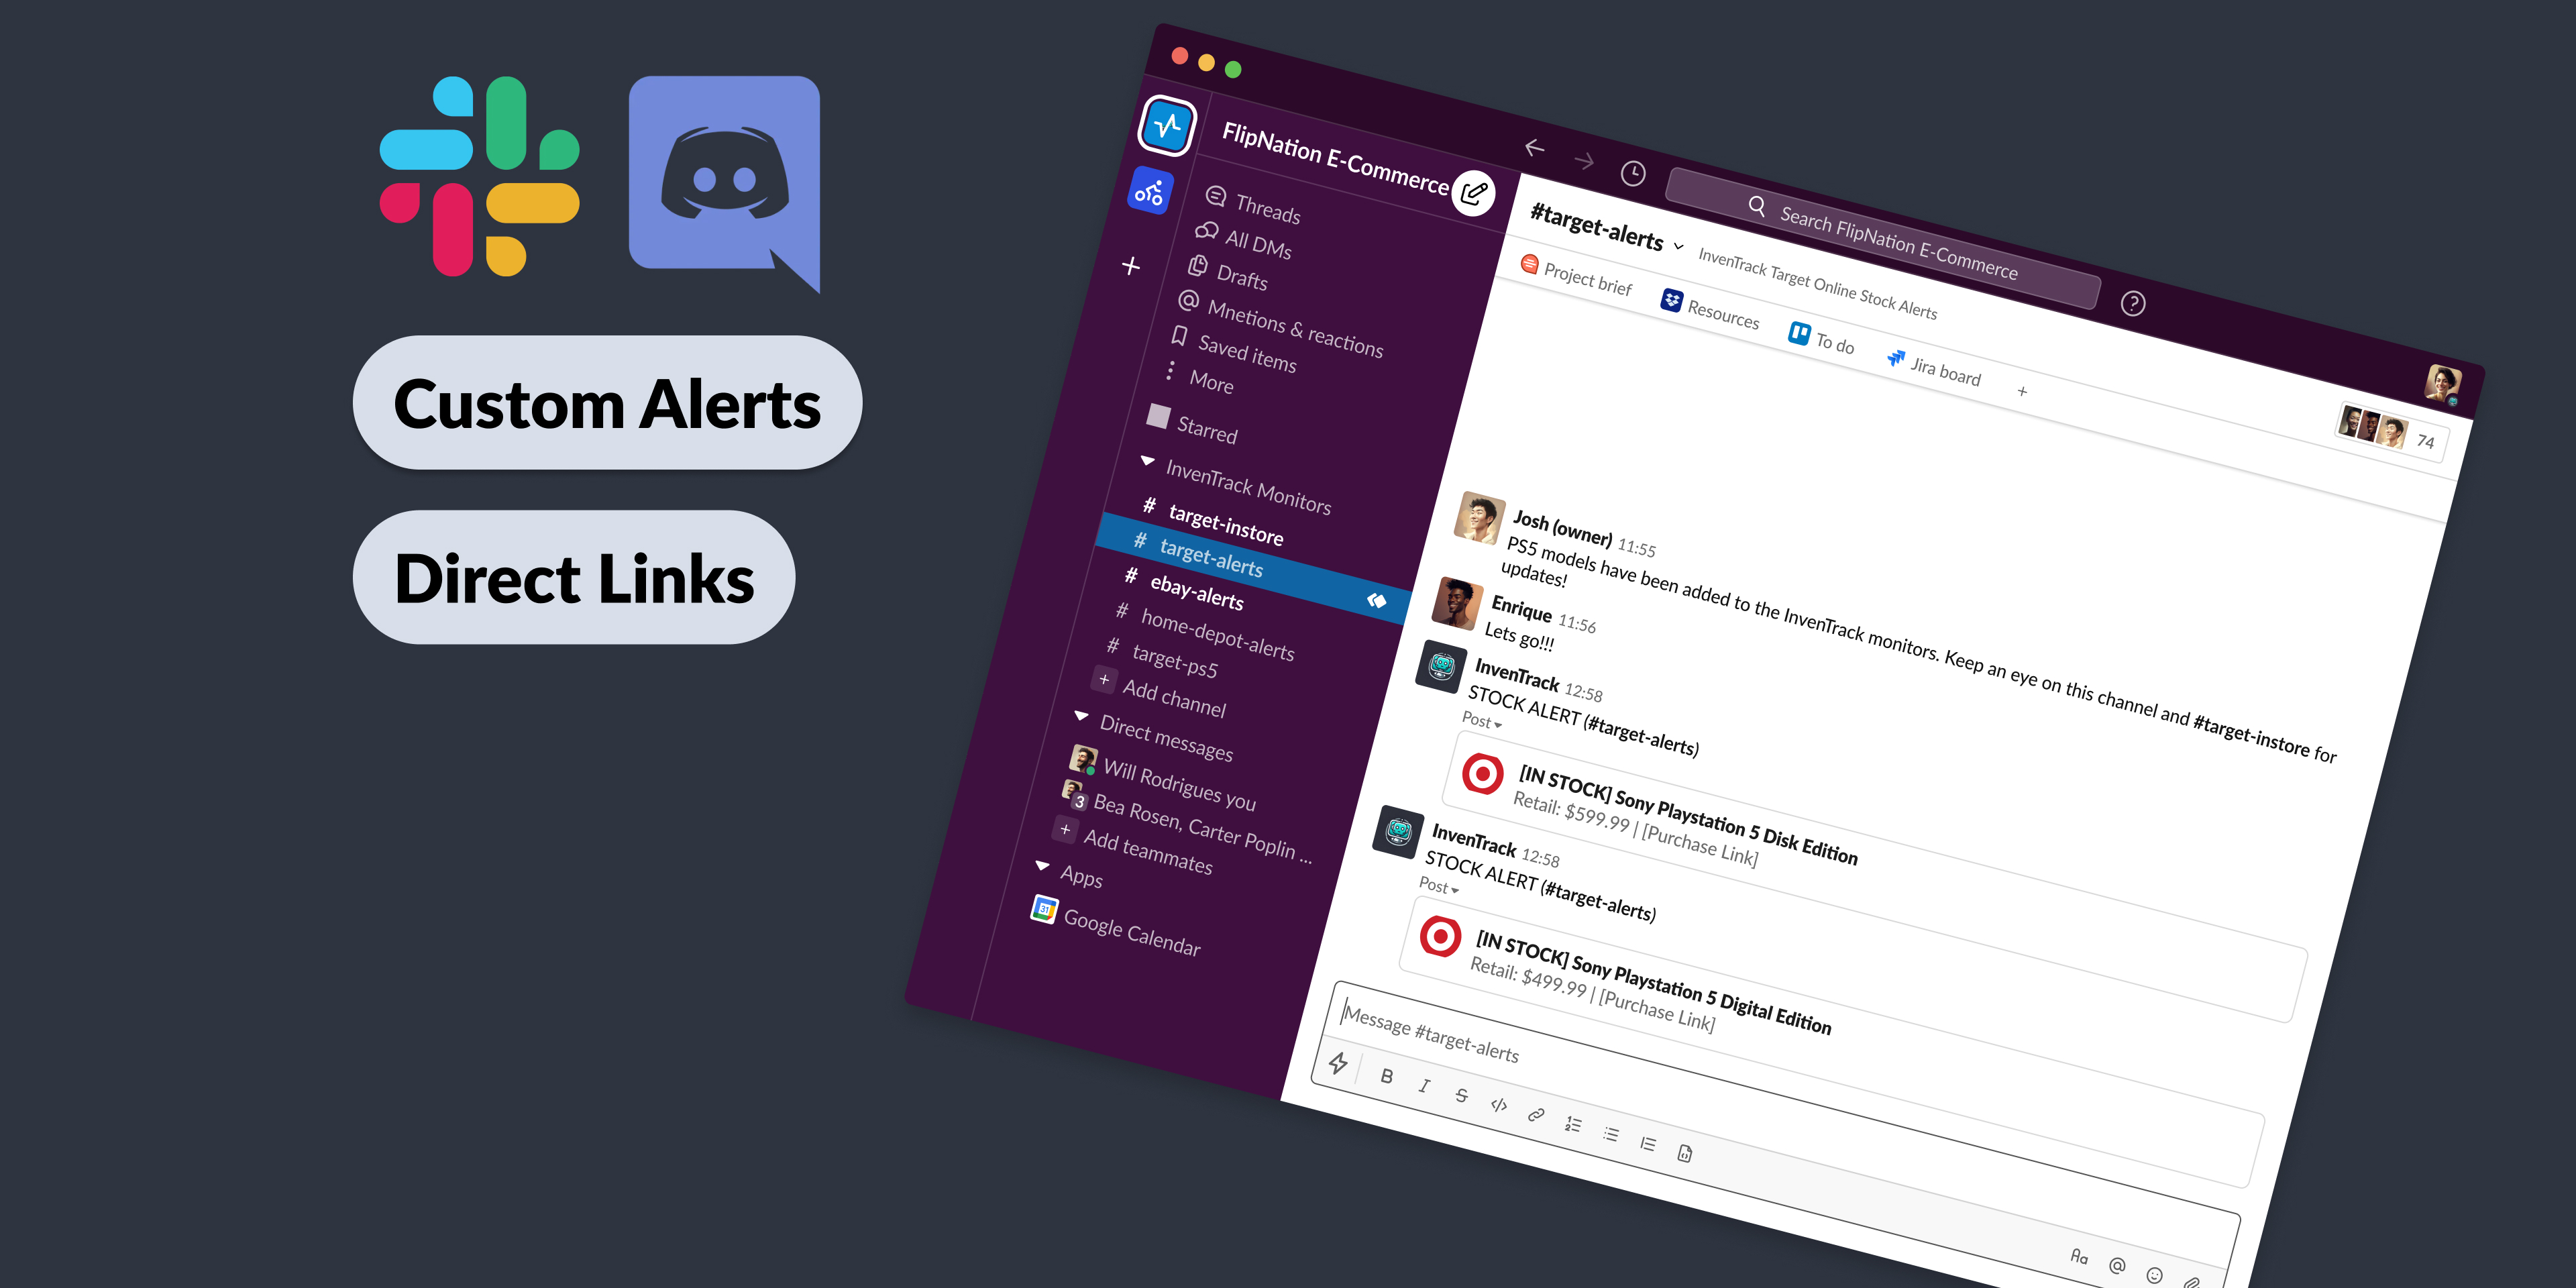 Custom Alerts
Direct Links
FlipNation E-Commerce
Threads
All DMs
Drafts
Mnetions & reactions
Saved items
More
Starred
InvenTrack Monitors
# target-instore
# target-alerts
# ebay-alerts
# home-depot-alerts
# target-ps5
+ Add channel
Direct messages
Will Rodrigues you
3 Bea Rosen, Carter Poplin ...
+ Add teammates
Apps
31 Google Calendar
Search FlipNation E-Commerce
#target-alerts InvenTrack Target Online Stock Alerts
Project brief Resources To do Jira board +
74
Josh (owner) 11:55
PS5 models have been added to the InvenTrack monitors. Keep an eye on this channel and #target-instore for
updates!
Enrique 11:56
Lets go!!!
InvenTrack 12:58
STOCK ALERT (#target-alerts)
Post
[IN STOCK] Sony Playstation 5 Disk Edition
Retail: $599.99 | [Purchase Link]
InvenTrack 12:58
STOCK ALERT (#target-alerts)
Post
[IN STOCK] Sony Playstation 5 Digital Edition
Retail: $499.99 | [Purchase Link]
Message #target-alerts
B I S
Aa @